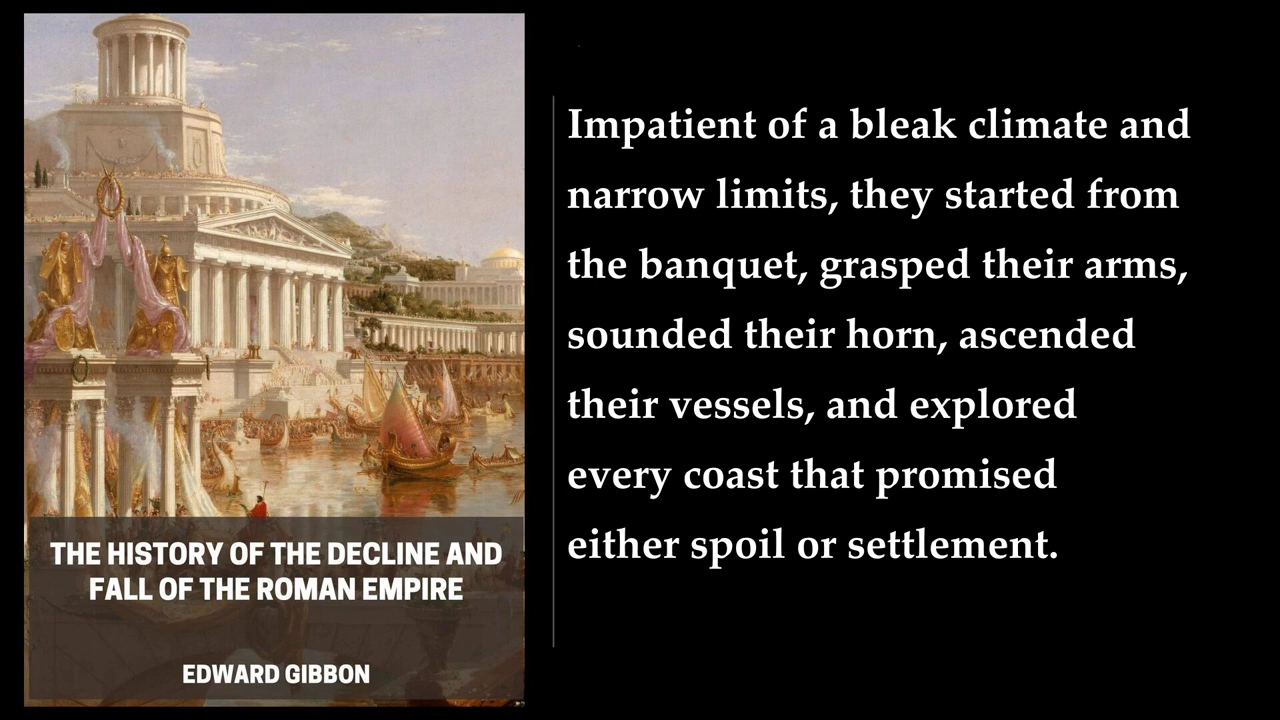 THE HISTORY OF THE DECLINE AND
FALL OF THE ROMAN EMPIRE
EDWARD GIBBON
Impatient of a bleak climate and
narrow limits, they started from
the banquet, grasped their arms,
sounded their horn, ascended
their vessels, and explored
every coast that promised
either spoil or settlement.